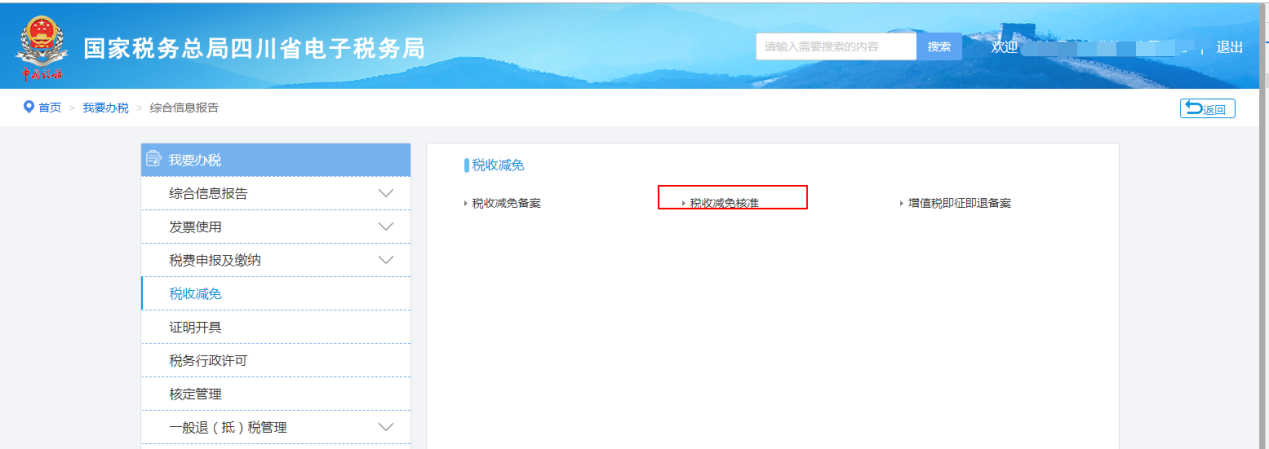 国家税务总局四川省电子税务局
中国税务
请输入需要搜索的内容 搜索 欢迎 | 退出
首页 > 我要办税 > 综合信息报告 返回
我要办税
综合信息报告
发票使用
税费申报及缴纳
税收减免
证明开具
税务行政许可
核定管理
一般退（抵）税管理
税收减免
税收减免备案 税收减免核准 增值税即征即退备案